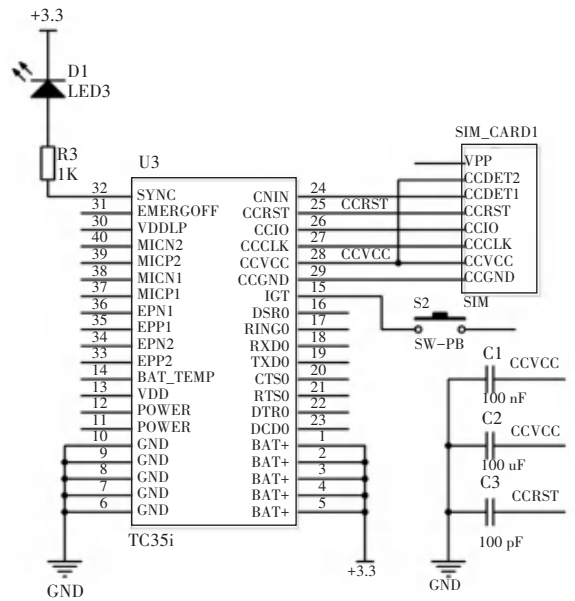 +3.3
D1
LED3
R3
1K
U3
32 SYNC CNIN 24
31 EMERGOFF CCRST 25 CCRST
30 VDDLP CCIO 26
40 MICN2 CCCLK 27
39 MICP2 CCVCC 28 CCVCC
38 MICN1 CCGND 29
37 MICP1 IGT 15
36 EPN1 DSR0 16
35 EPP1 RING0 17
34 EPN2 RXD0 18
33 EPP2 TXD0 19
14 BAT_TEMP CTS0 20
13 VDD RTS0 21
12 POWER DTR0 22
11 POWER DCD0 23
10 GND BAT+ 1
9 GND BAT+ 2
8 GND BAT+ 3
7 GND BAT+ 4
6 GND BAT+ 5
TC35i
GND
+3.3
SIM_CARD1
VPP
CCDET2
CCDET1
CCRST
CCIO
CCCLK
CCVCC
CCGND
SIM
S2
SW-PB
C1
CCVCC
100 nF
C2
CCVCC
100 uF
C3
CCRST
100 pF
GND